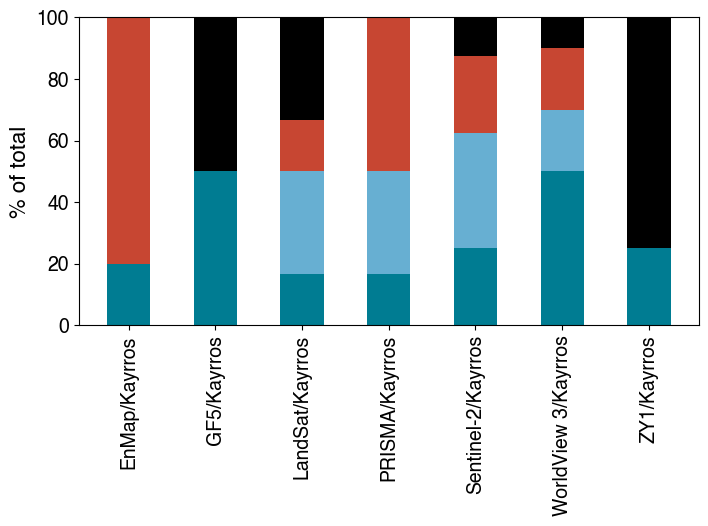 % of total
100
80
60
40
20
0
EnMap/Kayrros
GF5/Kayrros
LandSat/Kayrros
PRISMA/Kayrros
Sentinel-2/Kayrros
WorldView 3/Kayrros
ZY1/Kayrros